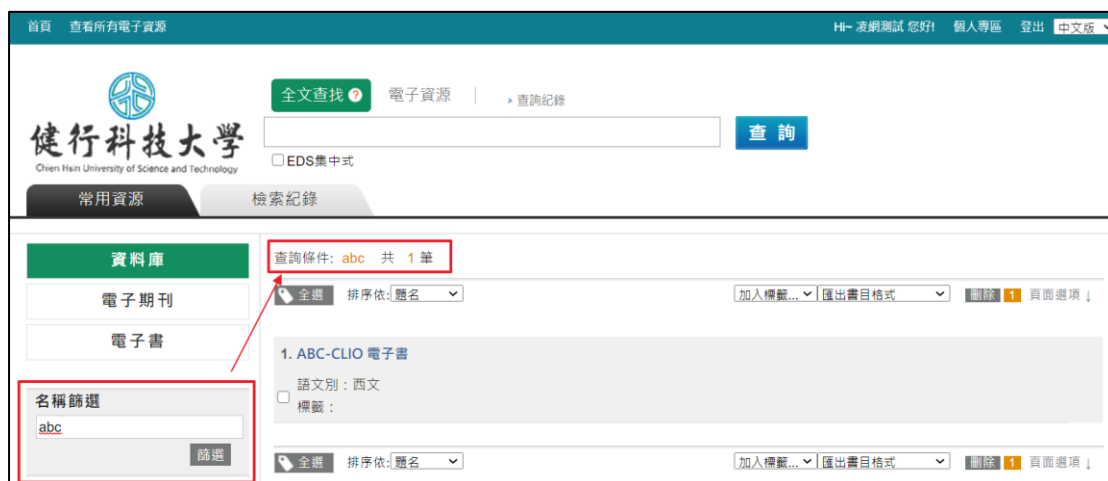 首頁 查看所有電子資源 Hi~ 凌網測試 您好! 個人專區 登出 中文版
全文查找 ? 電子資源 › 查詢紀錄
健行科技大學
Chien Hsin University of Science and Technology
查詢
EDS集中式
常用資源 檢索紀錄
資料庫
電子期刊
電子書
名稱篩選
abc
篩選
查詢條件: abc 共 1 筆
全選 排序依: 題名 加入標籤... 匯出書目格式 刪除 1 頁面選項↓
1. ABC-CLIO 電子書
語文別：西文
標籤：
全選 排序依: 題名 加入標籤... 匯出書目格式 刪除 1 頁面選項↓